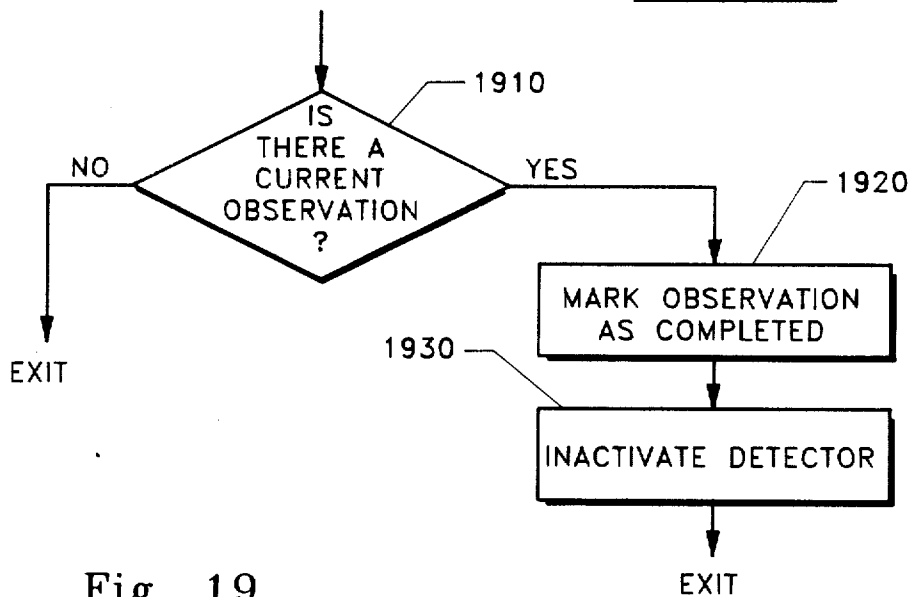 1910
IS
THERE A
CURRENT
OBSERVATION
?
NO
YES
1920
MARK OBSERVATION
AS COMPLETED
EXIT
1930
INACTIVATE DETECTOR
EXIT
Fig. 19